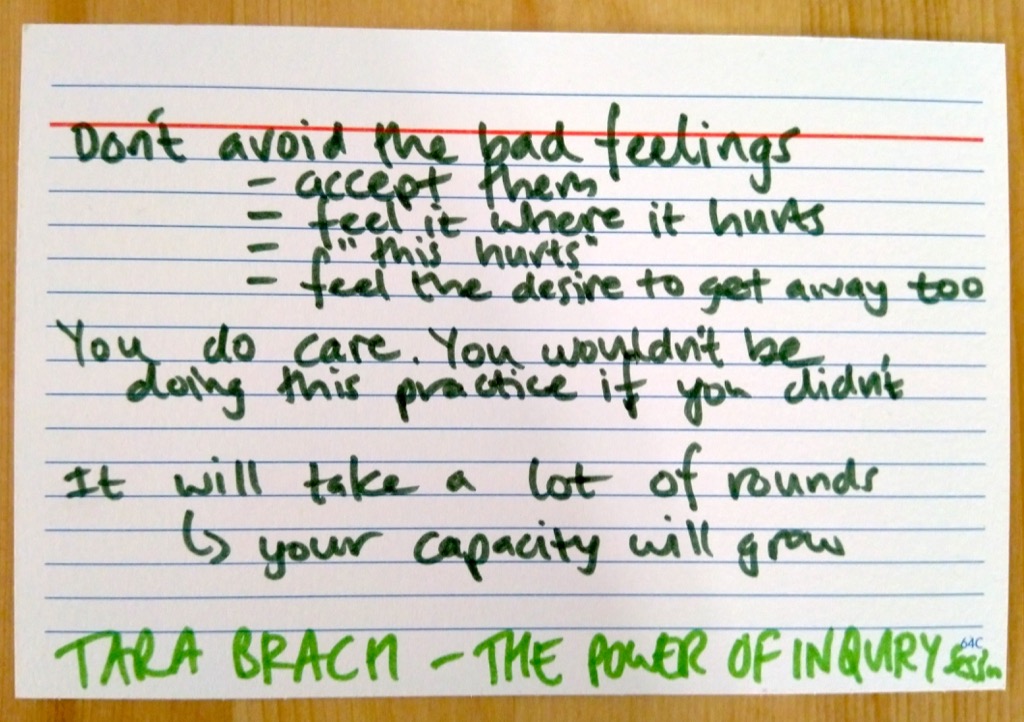 Don't avoid the bad feelings
- accept them
- feel it where it hurts
- "this hurts"
- feel the desire to get away too
You do care. You wouldn't be
doing this practice if you didn't
It will take a lot of rounds
↳ your capacity will grow
TARA BRACH - THE POWER OF INQUIRY
64C